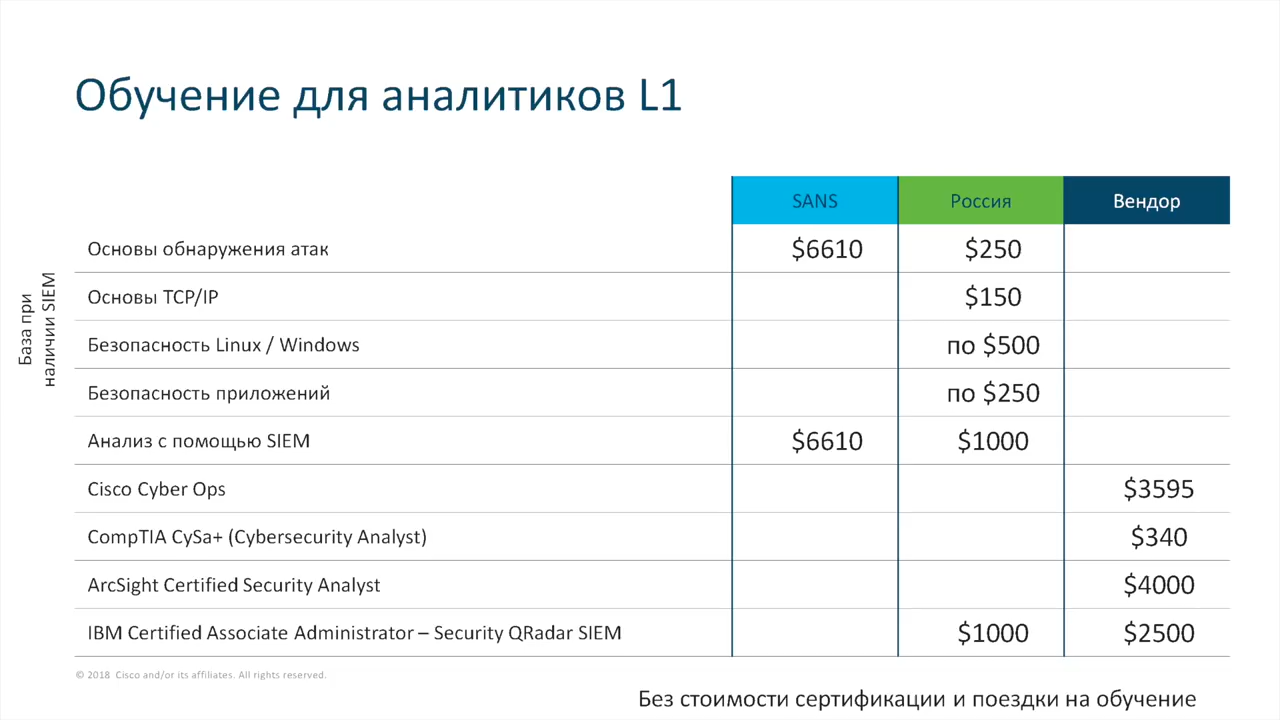 Обучение для аналитиков L1
SANS Россия Вендор
База при
наличии SIEM
Основы обнаружения атак $6610 $250
Основы TCP/IP $150
Безопасность Linux / Windows по $500
Безопасность приложений по $250
Анализ с помощью SIEM $6610 $1000
Cisco Cyber Ops $3595
CompTIA CySa+ (Cybersecurity Analyst) $340
ArcSight Certified Security Analyst $4000
IBM Certified Associate Administrator – Security QRadar SIEM $1000 $2500
© 2018 Cisco and/or its affiliates. All rights reserved.
Без стоимости сертификации и поездки на обучение